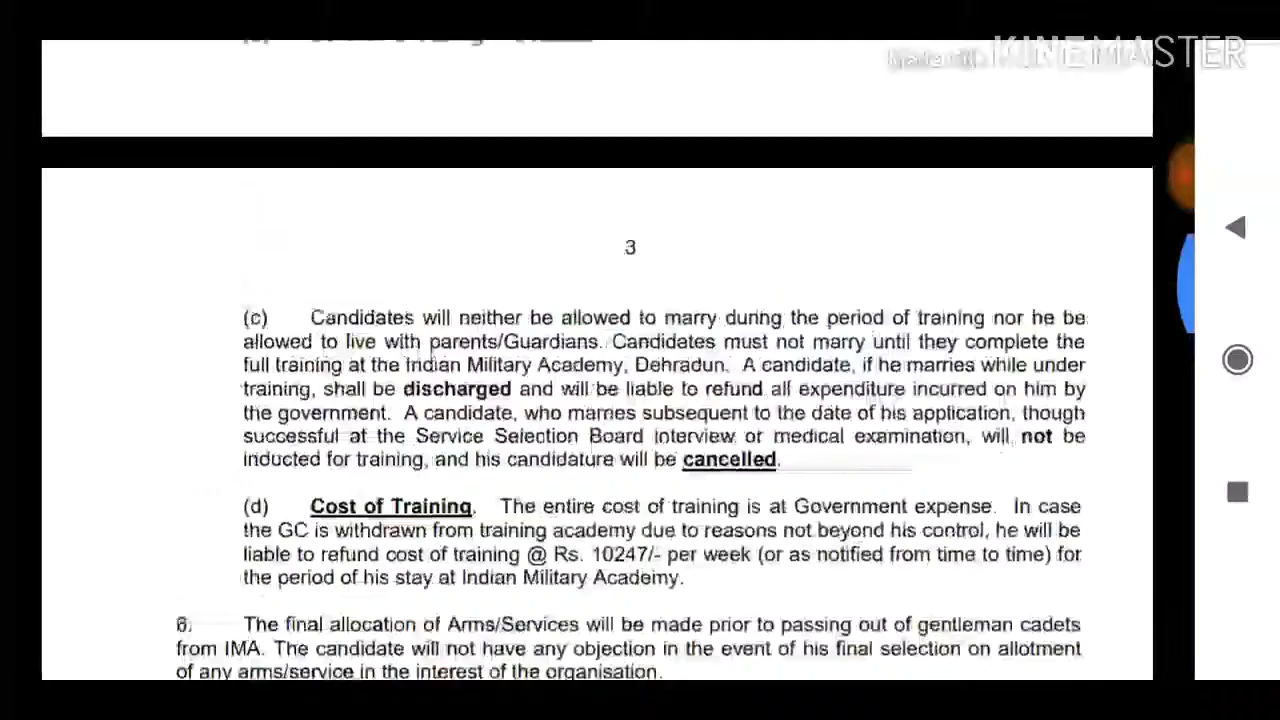 Made with KINEMASTER
3
(c) Candidates will neither be allowed to marry during the period of training nor he be
allowed to live with parents/Guardians. Candidates must not marry until they complete the
full training at the Indian Military Academy, Dehradun. A candidate, if he marries while under
training, shall be discharged and will be liable to refund all expenditure incurred on him by
the government. A candidate, who marries subsequent to the date of his application, though
successful at the Service Selection Board interview or medical examination, will not be
inducted for training, and his candidature will be cancelled.
(d) Cost of Training. The entire cost of training is at Government expense. In case
the GC is withdrawn from training academy due to reasons not beyond his control, he will be
liable to refund cost of training @ Rs. 10247/- per week (or as notified from time to time) for
the period of his stay at Indian Military Academy.
6. The final allocation of Arms/Services will be made prior to passing out of gentleman cadets
from IMA. The candidate will not have any objection in the event of his final selection on allotment
of any arms/service in the interest of the organisation.